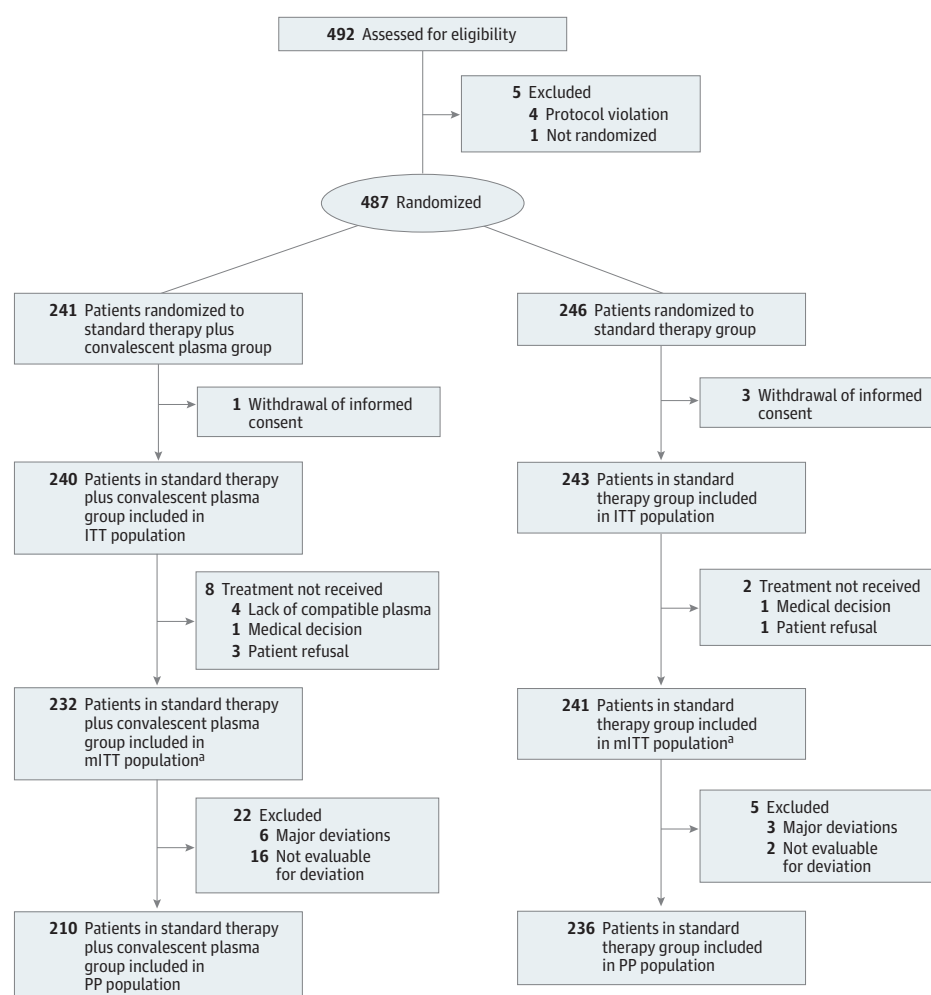 492 Assessed for eligibility
5 Excluded
4 Protocol violation
1 Not randomized
487 Randomized
241 Patients randomized to
standard therapy plus
convalescent plasma group
246 Patients randomized to
standard therapy group
1 Withdrawal of informed
consent
3 Withdrawal of informed
consent
240 Patients in standard therapy
plus convalescent plasma
group included in
ITT population
243 Patients in standard
therapy group included
in ITT population
8 Treatment not received
4 Lack of compatible plasma
1 Medical decision
3 Patient refusal
2 Treatment not received
1 Medical decision
1 Patient refusal
232 Patients in standard therapy
plus convalescent plasma
group included in
mITT populationᵃ
241 Patients in standard
therapy group included
in mITT populationᵃ
22 Excluded
6 Major deviations
16 Not evaluable
for deviation
5 Excluded
3 Major deviations
2 Not evaluable
for deviation
210 Patients in standard therapy
plus convalescent plasma
group included in
PP population
236 Patients in standard
therapy group included
in PP population